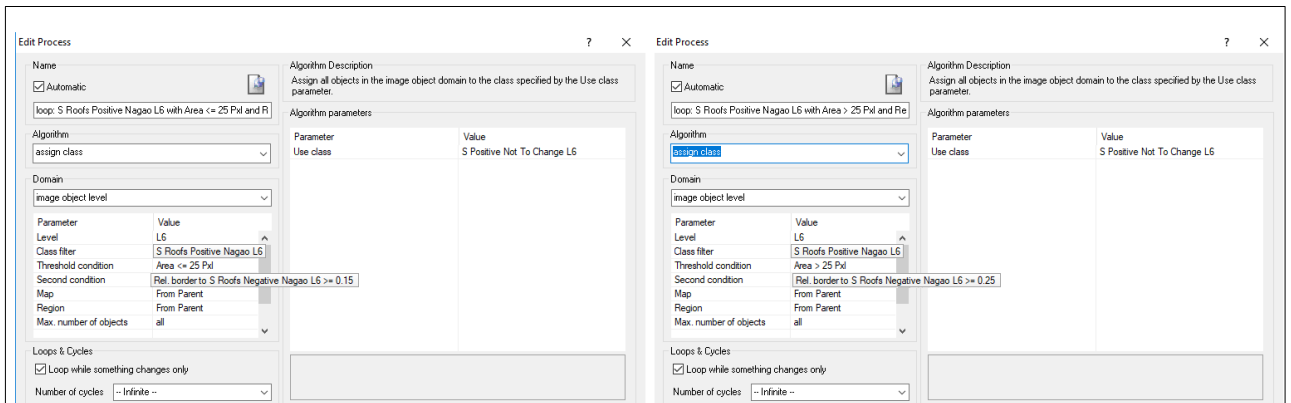 Edit Process ? ×
Name
Automatic
loop: S Roofs Positive Nagao L6 with Area <= 25 Pxl and R
Algorithm
assign class
Domain
image object level
Parameter Value
Level L6
Class filter S Roofs Positive Nagao L6
Threshold condition Area <= 25 Pxl
Second condition Rel. border to S Roofs Negative Nagao L6 >= 0.15
Map From Parent
Region From Parent
Max. number of objects all
Loops & Cycles
Loop while something changes only
Number of cycles -- Infinite --
Algorithm Description
Assign all objects in the image object domain to the class specified by the Use class
parameter.
Algorithm parameters
Parameter Value
Use class S Positive Not To Change L6
Edit Process ? ×
Name
Automatic
loop: S Roofs Positive Nagao L6 with Area > 25 Pxl and Re
Algorithm
assign class
Domain
image object level
Parameter Value
Level L6
Class filter S Roofs Positive Nagao L6
Threshold condition Area > 25 Pxl
Second condition Rel. border to S Roofs Negative Nagao L6 >= 0.25
Map From Parent
Region From Parent
Max. number of objects all
Loops & Cycles
Loop while something changes only
Number of cycles -- Infinite --
Algorithm Description
Assign all objects in the image object domain to the class specified by the Use class
parameter.
Algorithm parameters
Parameter Value
Use class S Positive Not To Change L6